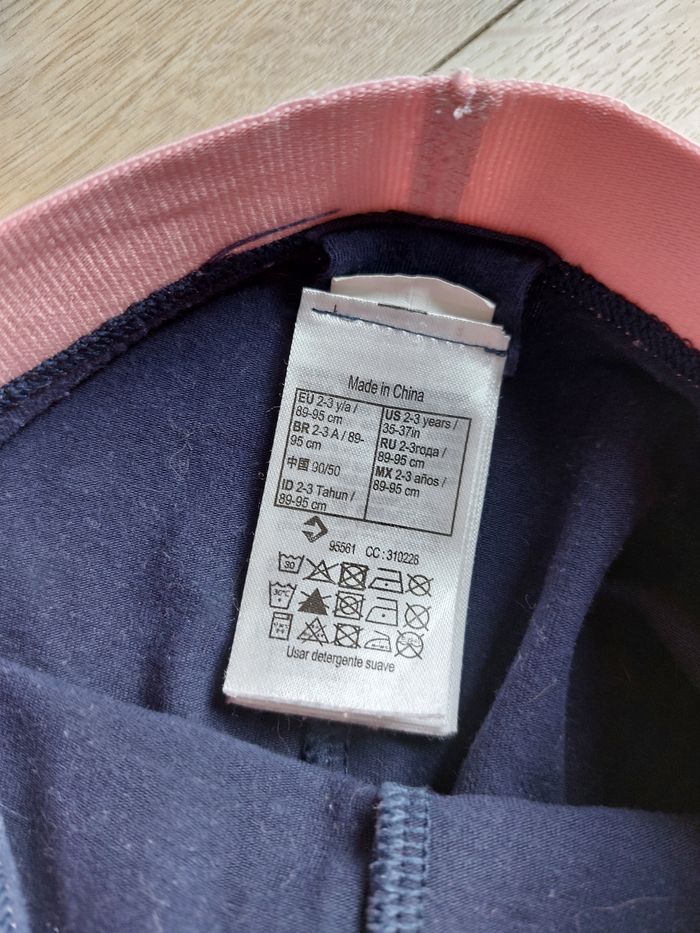 Made in China
EU 2-3 y/a /
89-95 cm
BR 2-3 A / 89-
95 cm
中国 90/50
ID 2-3 Tahun /
89-95 cm
US 2-3 years /
35-37in
RU 2-3года /
89-95 cm
MX 2-3 años /
89-95 cm
95561 CC : 310226
30
30°C
Usar detergente suave